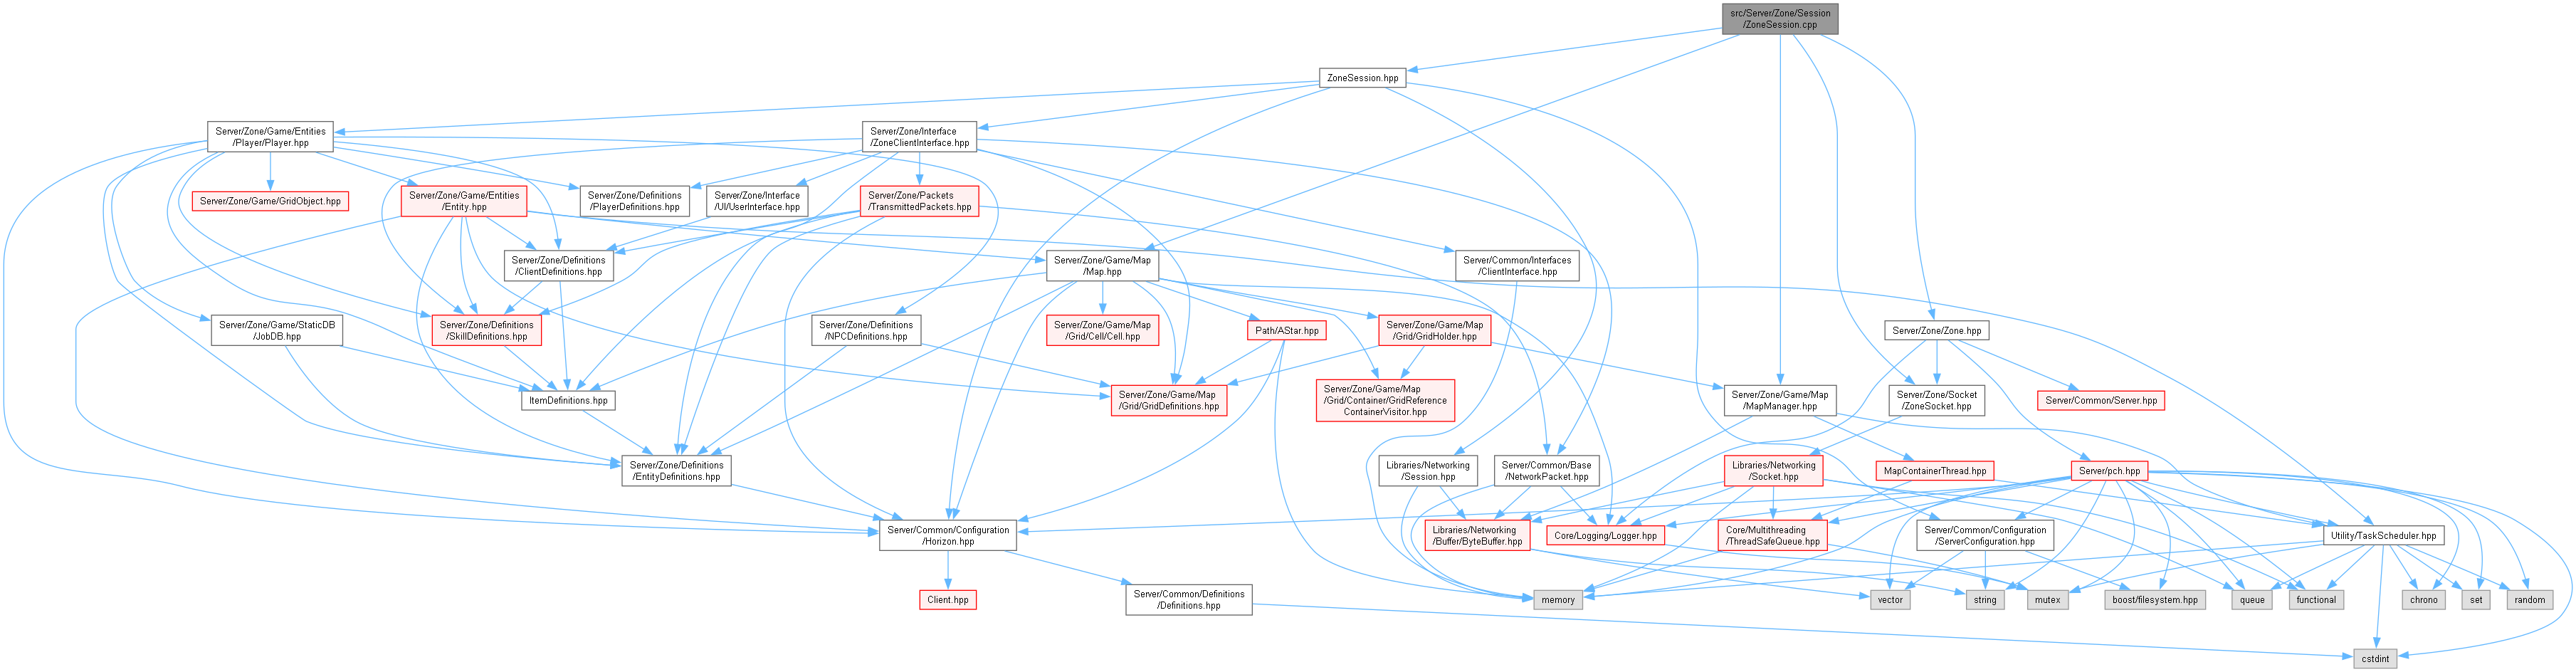 src/Server/Zone/Session
/ZoneSession.cpp
ZoneSession.hpp
Server/Zone/Game/Entities
/Player/Player.hpp
Server/Zone/Interface
/ZoneClientInterface.hpp
Server/Zone/Game/GridObject.hpp
Server/Zone/Game/Entities
/Entity.hpp
Server/Zone/Definitions
/PlayerDefinitions.hpp
Server/Zone/Interface
/UI/UserInterface.hpp
Server/Zone/Packets
/TransmittedPackets.hpp
Server/Zone/Definitions
/ClientDefinitions.hpp
Server/Zone/Game/Map
/Map.hpp
Server/Common/Interfaces
/ClientInterface.hpp
Server/Zone/Game/StaticDB
/JobDB.hpp
Server/Zone/Definitions
/SkillDefinitions.hpp
Server/Zone/Definitions
/NPCDefinitions.hpp
Server/Zone/Game/Map
/Grid/Cell/Cell.hpp
Path/AStar.hpp
Server/Zone/Game/Map
/Grid/GridHolder.hpp
Server/Zone/Zone.hpp
ItemDefinitions.hpp
Server/Zone/Game/Map
/Grid/GridDefinitions.hpp
Server/Zone/Game/Map
/Grid/Container/GridReference
ContainerVisitor.hpp
Server/Zone/Game/Map
/MapManager.hpp
Server/Zone/Socket
/ZoneSocket.hpp
Server/Common/Server.hpp
Server/Zone/Definitions
/EntityDefinitions.hpp
Libraries/Networking
/Session.hpp
Server/Common/Base
/NetworkPacket.hpp
Libraries/Networking
/Socket.hpp
MapContainerThread.hpp
Server/pch.hpp
Server/Common/Configuration
/Horizon.hpp
Libraries/Networking
/Buffer/ByteBuffer.hpp
Core/Logging/Logger.hpp
Core/Multithreading
/ThreadSafeQueue.hpp
Server/Common/Configuration
/ServerConfiguration.hpp
Utility/TaskScheduler.hpp
Client.hpp
Server/Common/Definitions
/Definitions.hpp
memory
vector
string
mutex
boost/filesystem.hpp
queue
functional
chrono
set
random
cstdint